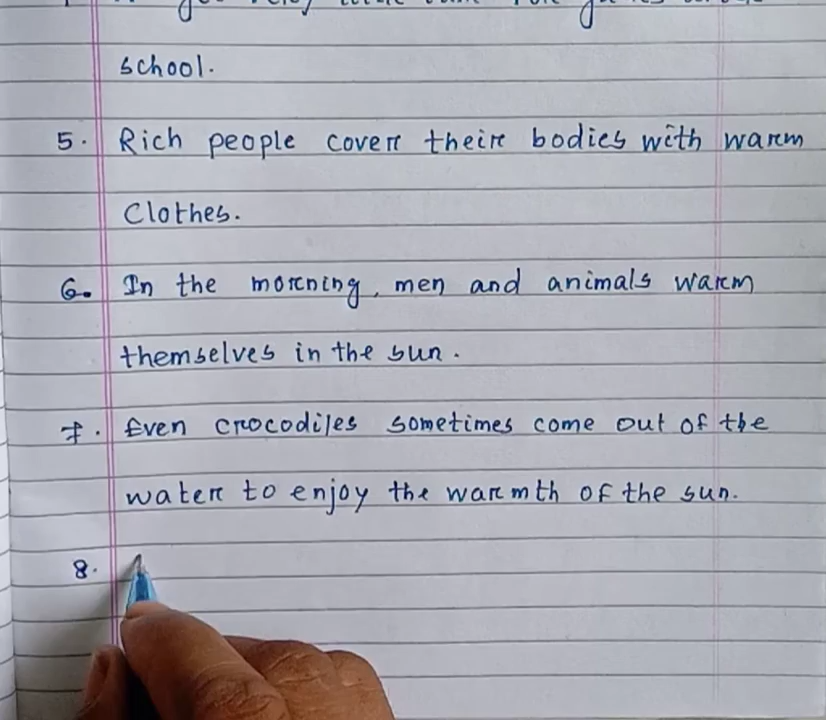 school.
5. Rich people cover their bodies with warm
Clothes.
6. In the morning, men and animals warm
themselves in the sun.
7. Even crocodiles sometimes come out of the
water to enjoy the warmth of the sun.
8.